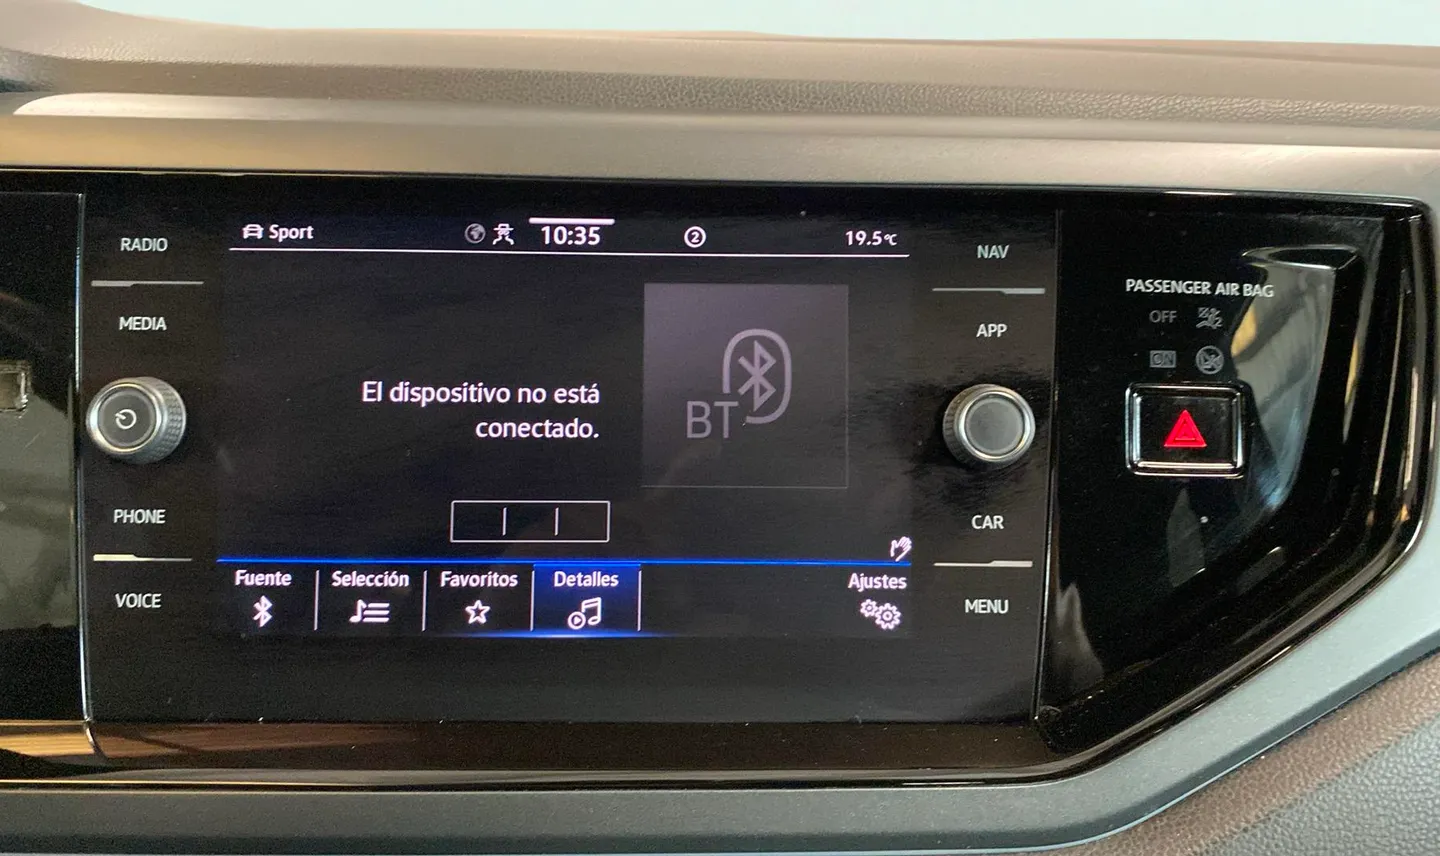 RADIO
MEDIA
PHONE
VOICE
Sport
10:35
2
19.5°C
El dispositivo no está
conectado.
BT
Fuente
Selección
Favoritos
Detalles
Ajustes
NAV
APP
CAR
MENU
PASSENGER AIR BAG
OFF
ON